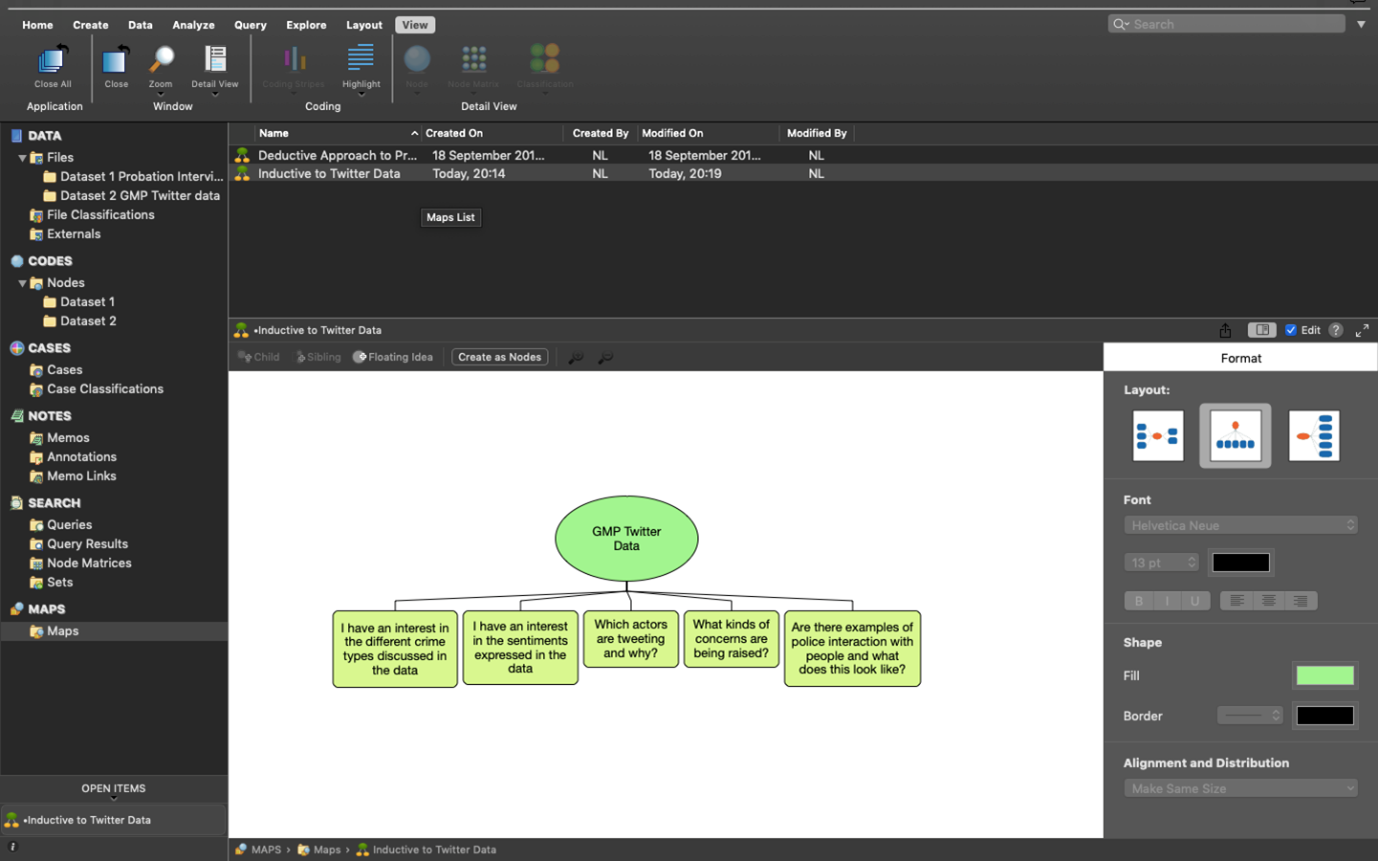 Home Create Data Analyze Query Explore Layout View
Search
Close All Close Zoom Detail View Coding Stripes Highlight Node Node Matrix Classification
Application Window Coding Detail View
DATA
Files
Dataset 1 Probation Intervi...
Dataset 2 GMP Twitter data
File Classifications
Externals
CODES
Nodes
Dataset 1
Dataset 2
CASES
Cases
Case Classifications
NOTES
Memos
Annotations
Memo Links
SEARCH
Queries
Query Results
Node Matrices
Sets
MAPS
Maps
OPEN ITEMS
•Inductive to Twitter Data
Name Created On Created By Modified On Modified By
Deductive Approach to Pr... 18 September 201... NL 18 September 201... NL
Inductive to Twitter Data Today, 20:14 NL Today, 20:19 NL
Maps List
•Inductive to Twitter Data
Edit ?
Child Sibling Floating Idea Create as Nodes
GMP Twitter
Data
I have an interest in
the different crime
types discussed in
the data
I have an interest
in the sentiments
expressed in the
data
Which actors
are tweeting
and why?
What kinds of
concerns are
being raised?
Are there examples of
police interaction with
people and what
does this look like?
Format
Layout:
Font
Helvetica Neue
13 pt
B I U
Shape
Fill
Border
Alignment and Distribution
Make Same Size
MAPS › Maps › Inductive to Twitter Data